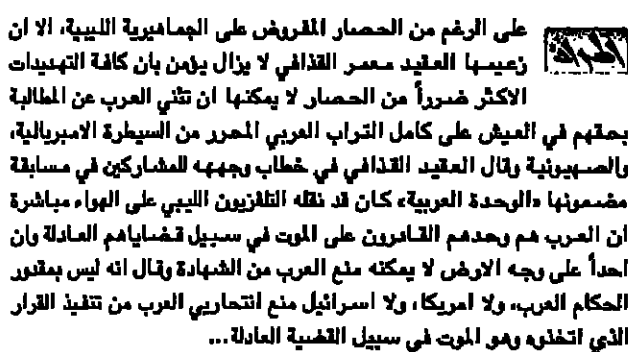 على الرغم من الحصار المفروض على الجماهيرية الليبية، الا ان
زعيمها العقيد معمر القذافي لا يزال يؤمن بان كافة التهديدات
الاكثر ضرراً من الحصار لا يمكنها ان تثني العرب عن المطالبة
بحقهم في العيش على كامل التراب العربي المحرر من السيطرة الامبريالية،
والصهيونية وقال العقيد القذافي في خطاب وجهه للمشاركين في مسابقة
مضمونها «الوحدة العربية» كان قد نقله التلفزيون الليبي على الهواء مباشرة
ان العرب هم وحدهم القادرون على الموت في سبيل قضاياهم العادلة وان
احداً على وجه الارض لا يمكنه منع العرب من الشهادة وقال انه ليس بمقدور
الحكام العرب، ولا امريكا، ولا اسرائيل منع انتحاريي العرب من تنفيذ القرار
الذي اتخذوه وهو الموت في سبيل القضية العادلة...